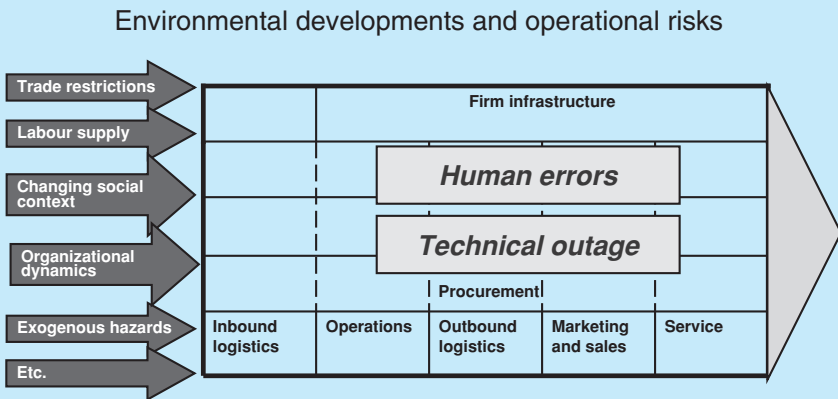 Environmental developments and operational risks
Trade restrictions
Labour supply
Changing social
context
Organizational
dynamics
Exogenous hazards
Etc.
Firm infrastructure
Human errors
Technical outage
Procurement
Inbound
logistics
Operations
Outbound
logistics
Marketing
and sales
Service